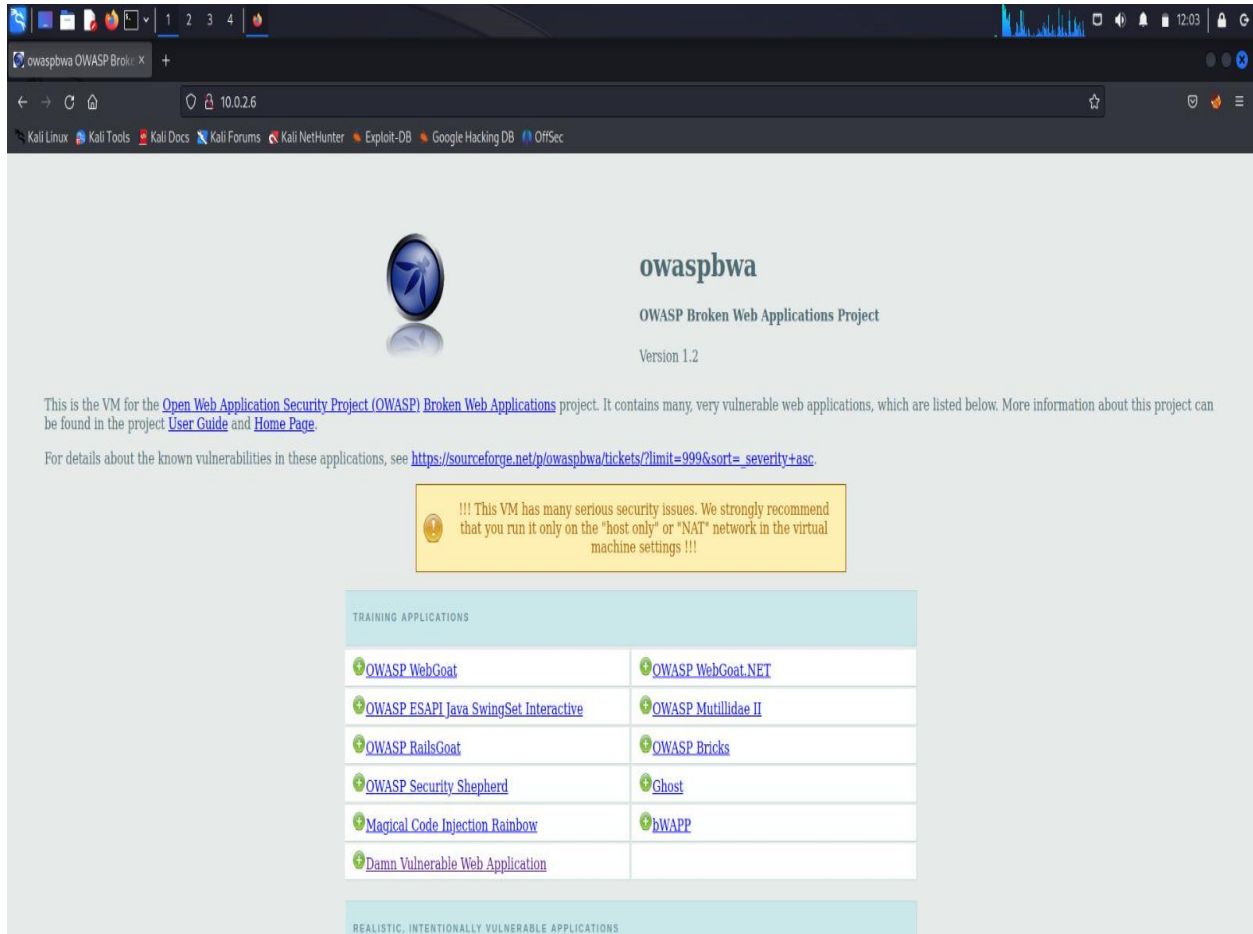 1 2 3 4 12:03
owaspbwa OWASP Broke
10.0.2.6
Kali Linux Kali Tools Kali Docs Kali Forums Kali NetHunter Exploit-DB Google Hacking DB OffSec
owaspbwa
OWASP Broken Web Applications Project
Version 1.2
This is the VM for the Open Web Application Security Project (OWASP) Broken Web Applications project. It contains many, very vulnerable web applications, which are listed below. More information about this project can
be found in the project User Guide and Home Page.
For details about the known vulnerabilities in these applications, see https://sourceforge.net/p/owaspbwa/tickets/?limit=999&sort=_severity+asc.
!!! This VM has many serious security issues. We strongly recommend
that you run it only on the "host only" or "NAT" network in the virtual
machine settings !!!
TRAINING APPLICATIONS
OWASP WebGoat OWASP WebGoat.NET
OWASP ESAPI Java SwingSet Interactive OWASP Mutillidae II
OWASP RailsGoat OWASP Bricks
OWASP Security Shepherd Ghost
Magical Code Injection Rainbow bWAPP
Damn Vulnerable Web Application
REALISTIC, INTENTIONALLY VULNERABLE APPLICATIONS